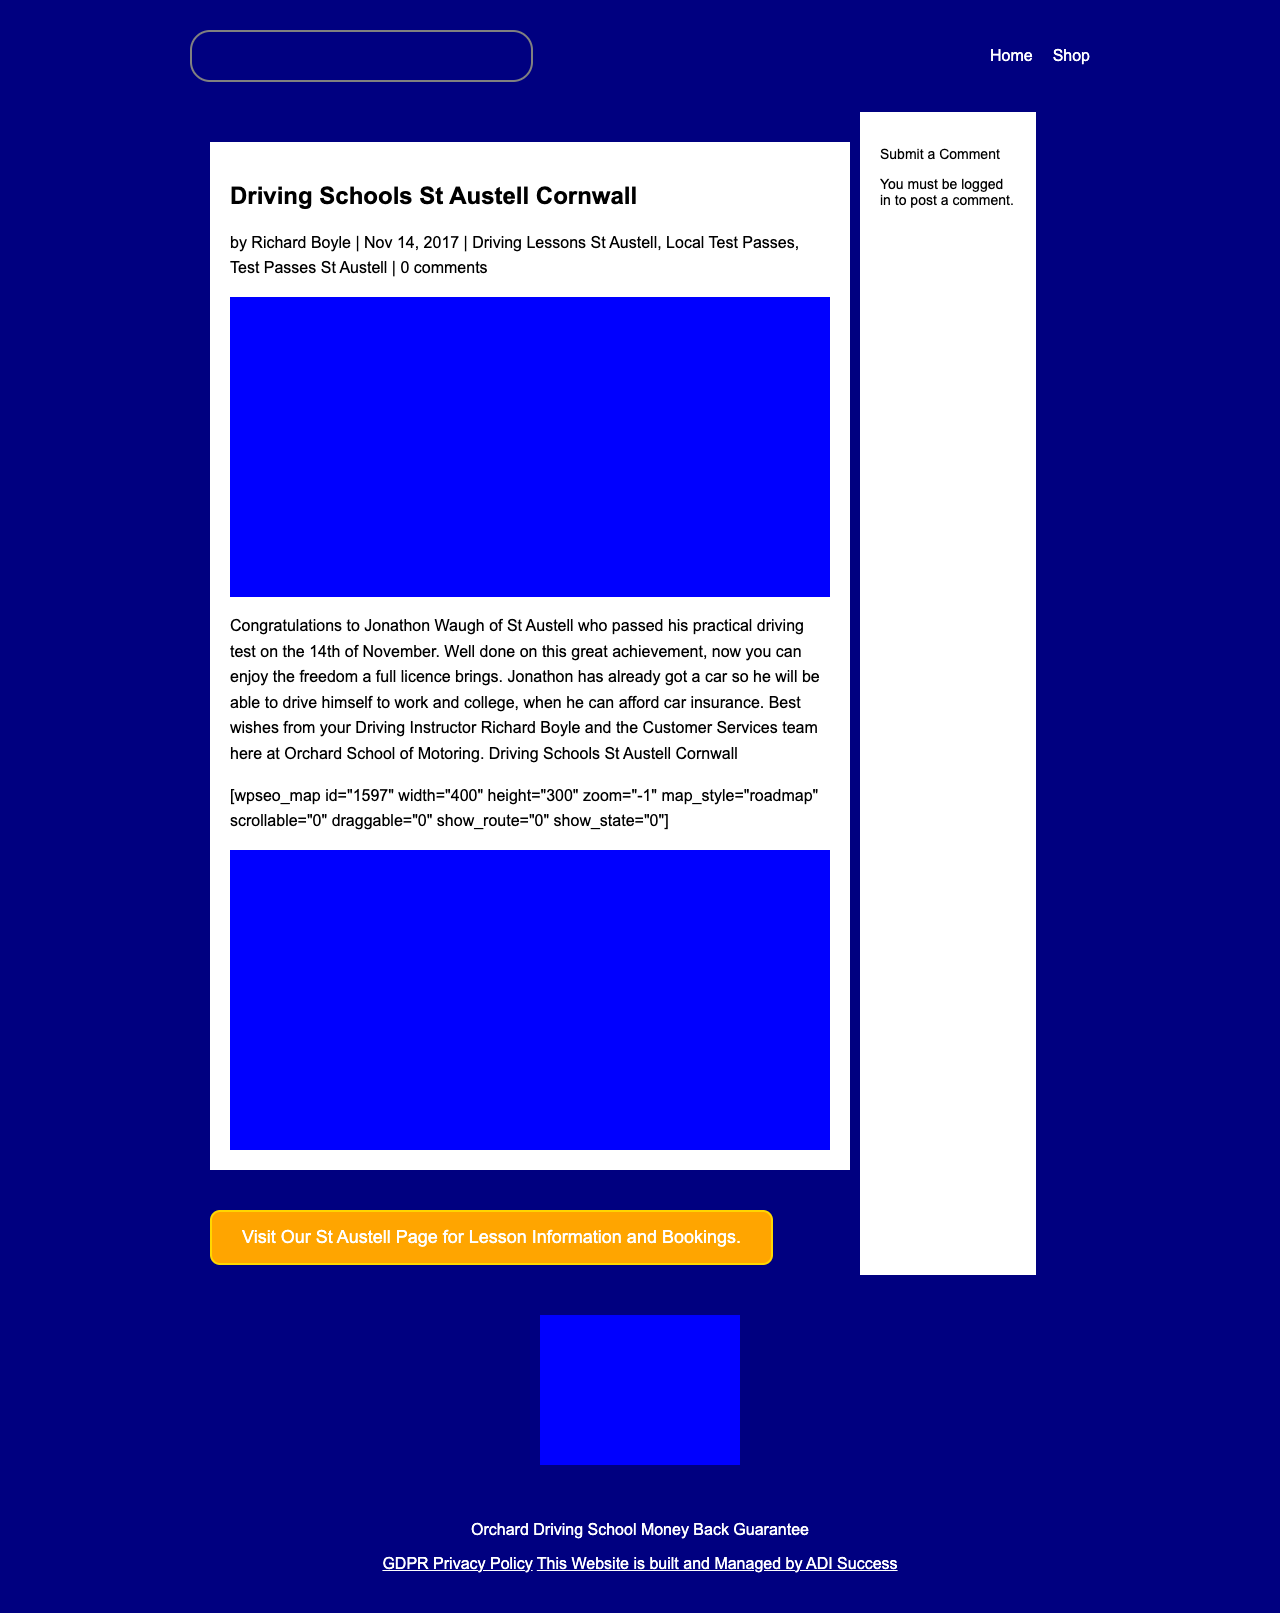 Home Shop
Driving Schools St Austell Cornwall
by Richard Boyle | Nov 14, 2017 | Driving Lessons St Austell, Local Test Passes,
Test Passes St Austell | 0 comments
Congratulations to Jonathon Waugh of St Austell who passed his practical driving
test on the 14th of November. Well done on this great achievement, now you can
enjoy the freedom a full licence brings. Jonathon has already got a car so he will be
able to drive himself to work and college, when he can afford car insurance. Best
wishes from your Driving Instructor Richard Boyle and the Customer Services team
here at Orchard School of Motoring. Driving Schools St Austell Cornwall
[wpseo_map id="1597" width="400" height="300" zoom="-1" map_style="roadmap"
scrollable="0" draggable="0" show_route="0" show_state="0"]
Visit Our St Austell Page for Lesson Information and Bookings.
Submit a Comment
You must be logged
in to post a comment.
Orchard Driving School Money Back Guarantee
GDPR Privacy Policy This Website is built and Managed by ADI Success